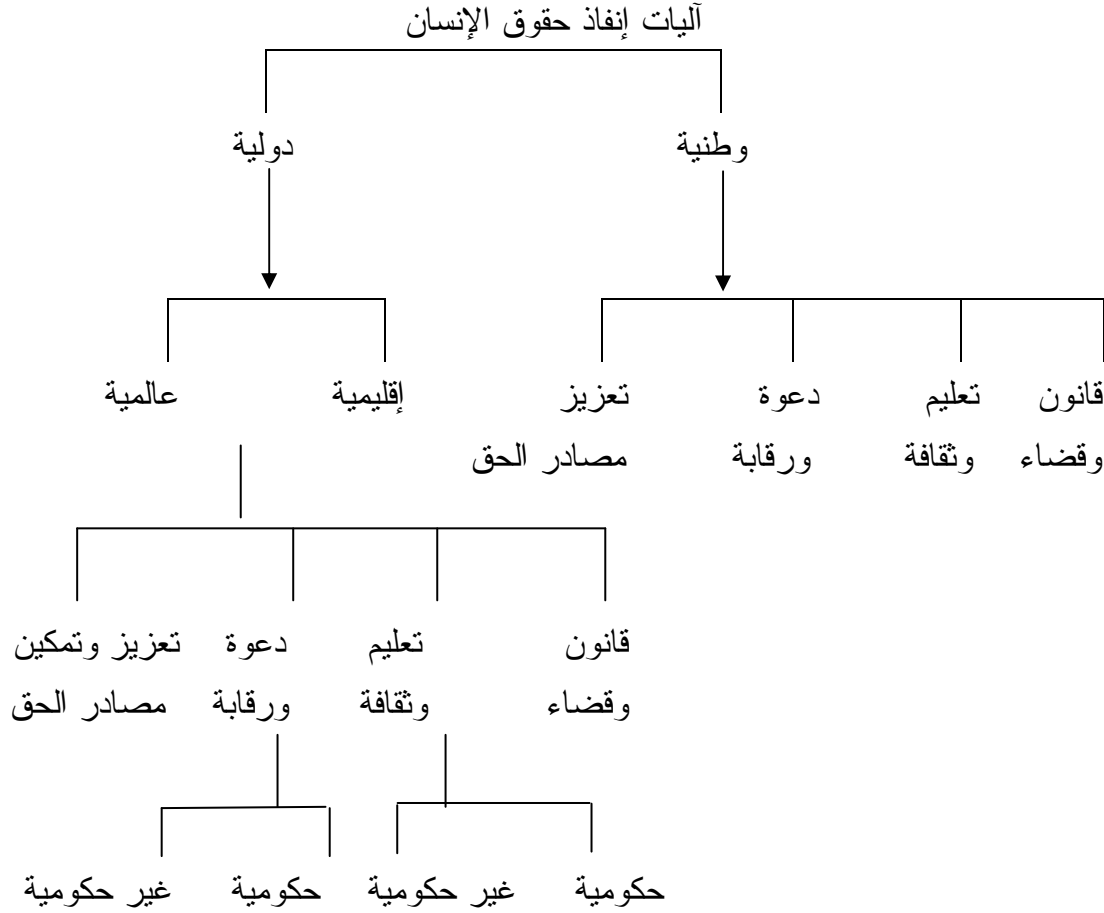 آليات إنفاذ حقوق الإنسان
وطنية دولية
قانون تعليم دعوة تعزيز إقليمية عالمية
وقضاء وثقافة ورقابة مصادر الحق
قانون تعليم دعوة تعزيز وتمكين
وقضاء وثقافة ورقابة مصادر الحق
حكومية غير حكومية حكومية غير حكومية